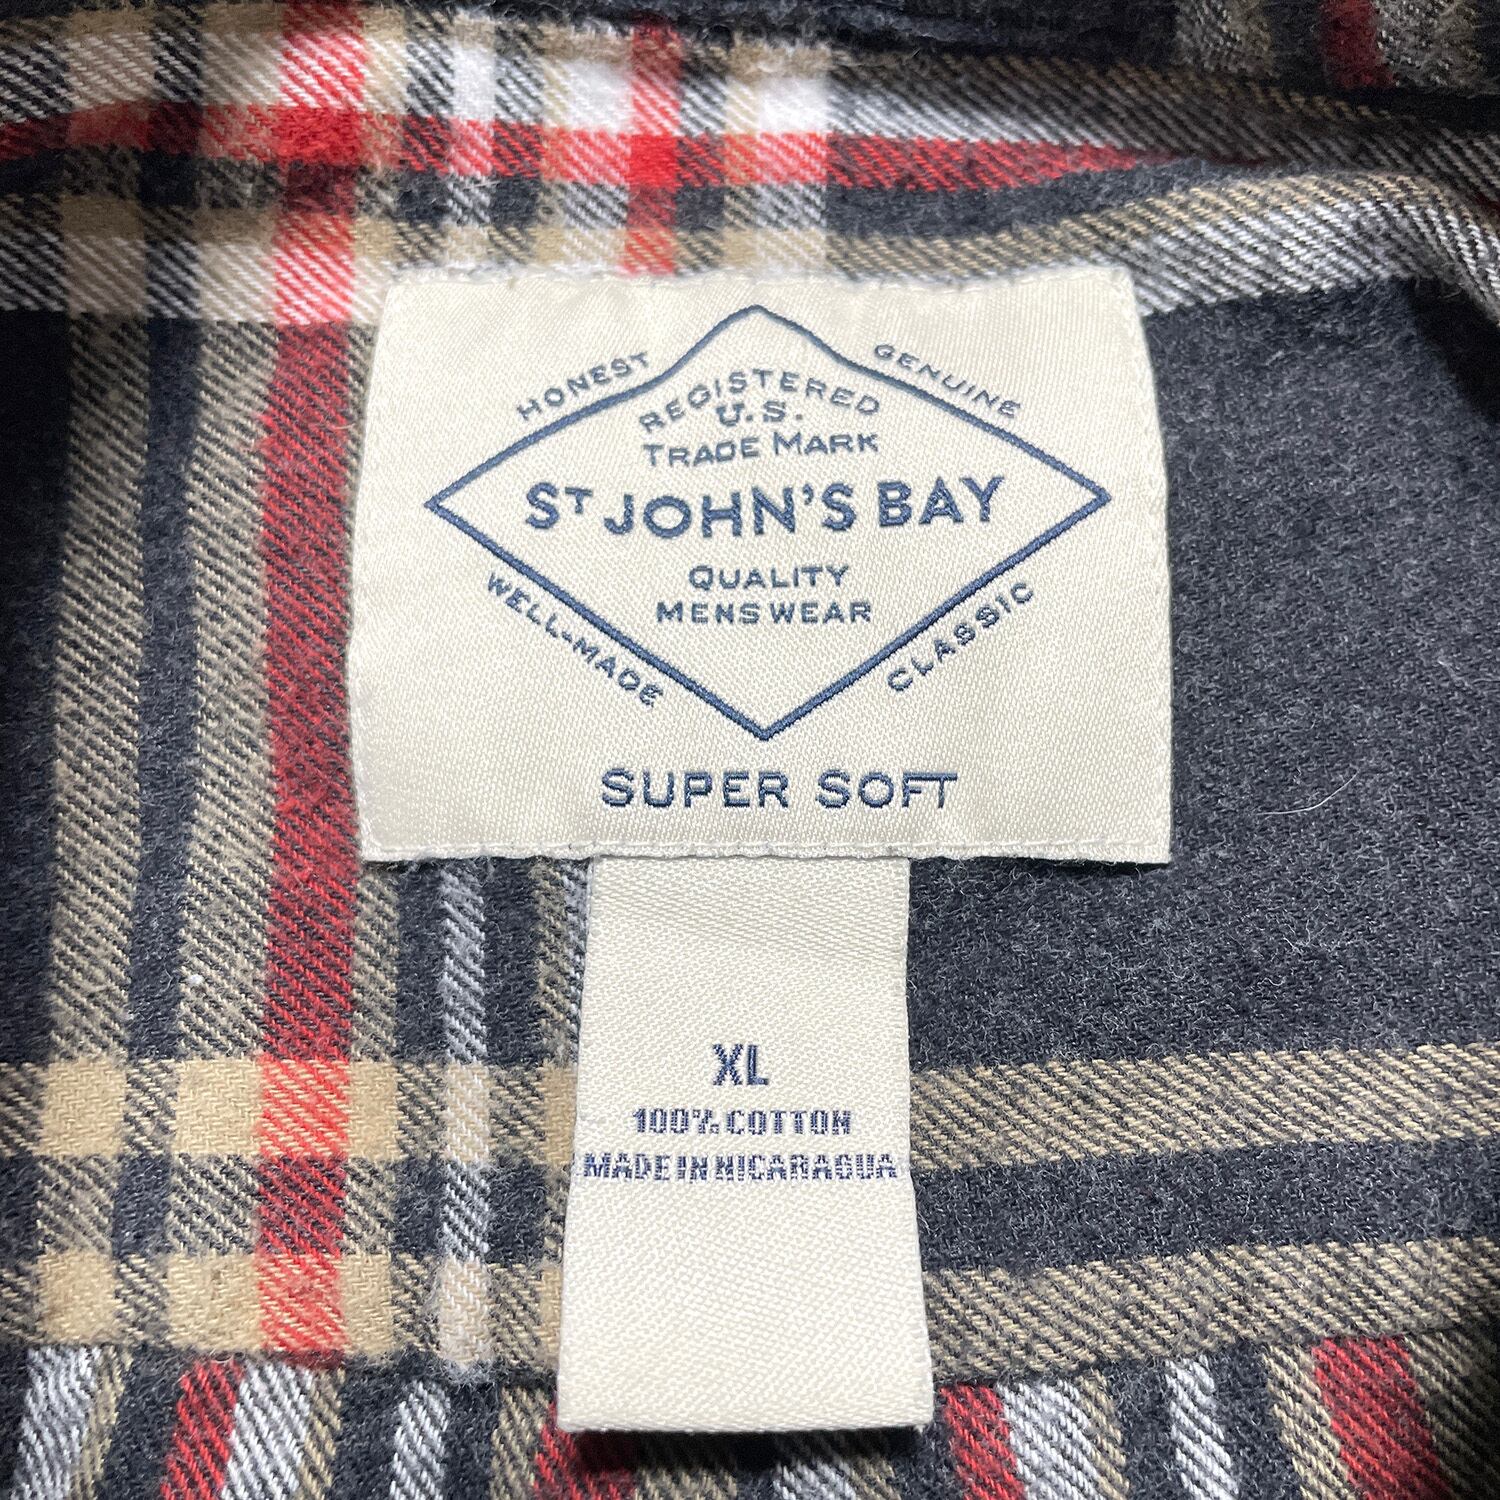 HONEST
GENUINE
REGISTERED
U.S.
TRADE MARK
ST JOHN'S BAY
QUALITY
MENSWEAR
WELL-MADE
CLASSIC
SUPER SOFT
XL
100% COTTON
MADE IN NICARAGUA